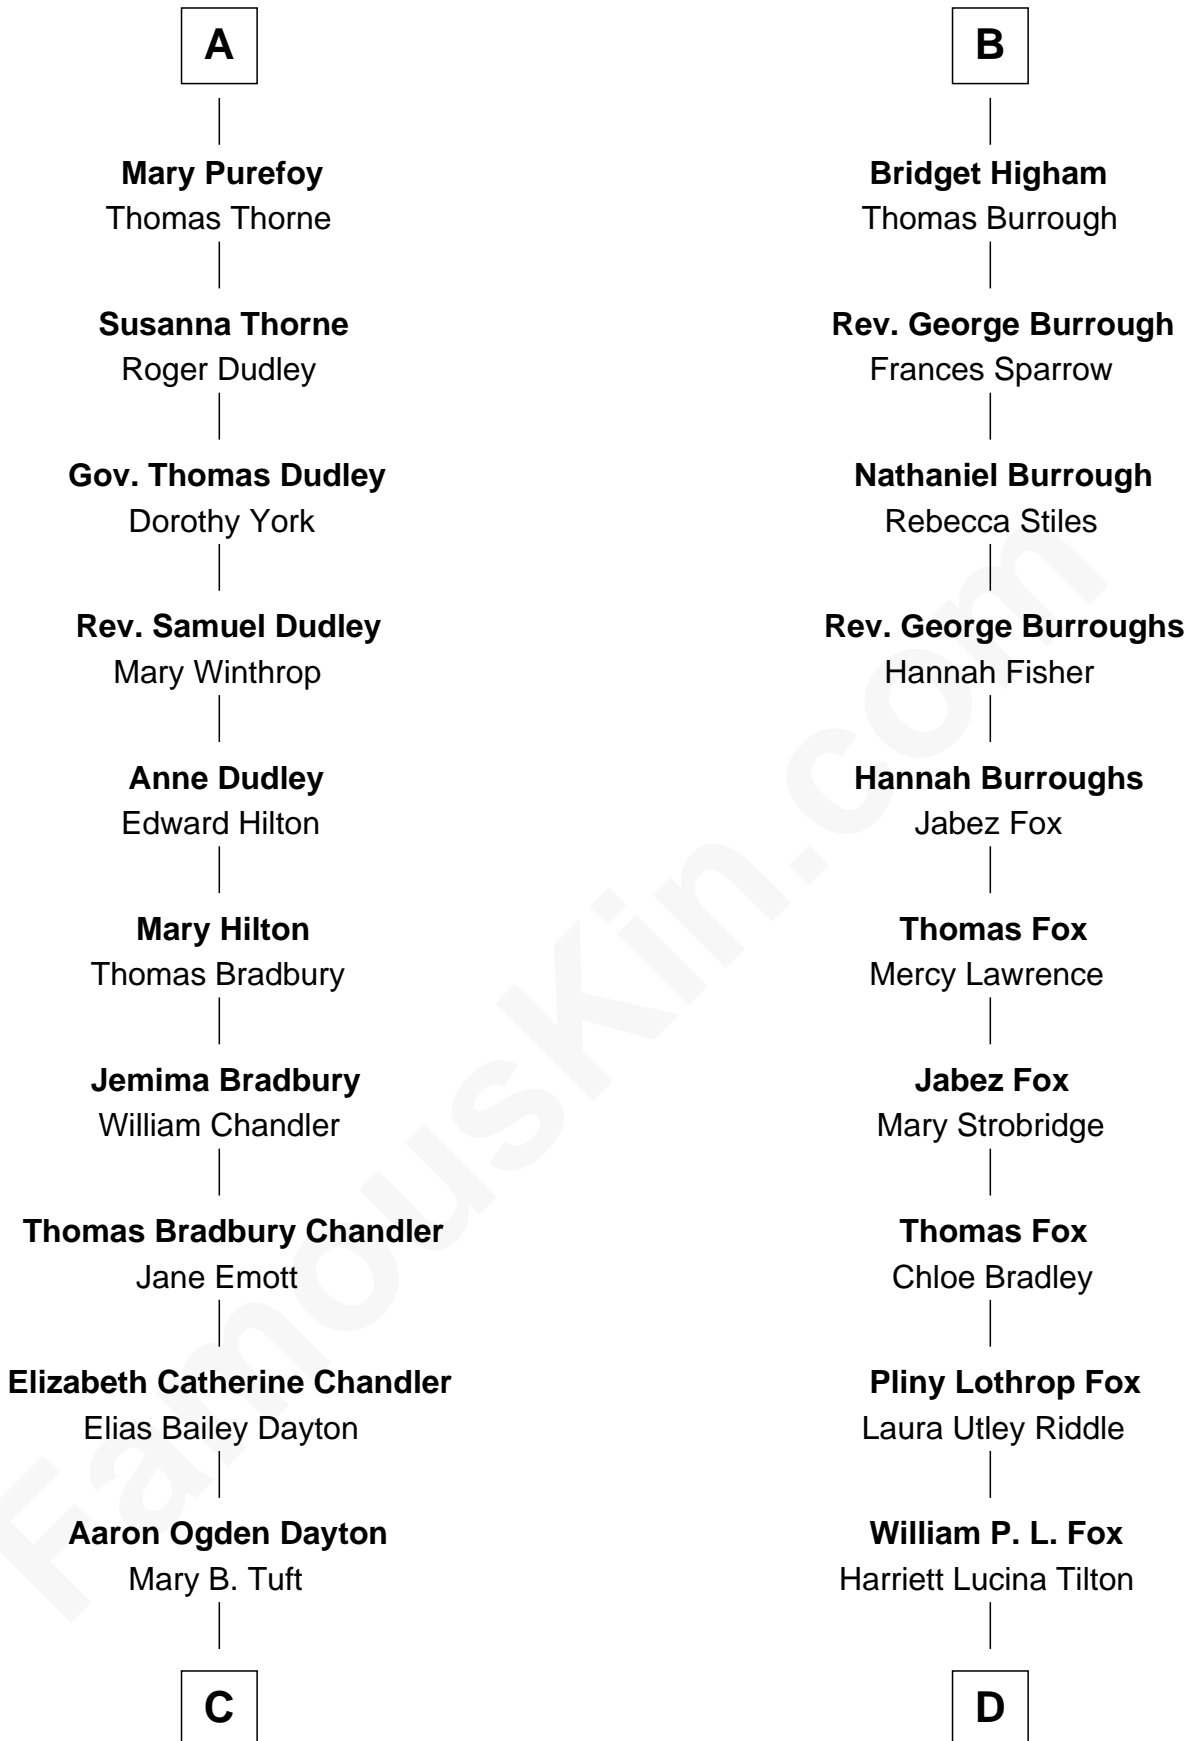 A
Mary Purefoy
Thomas Thorne
Susanna Thorne
Roger Dudley
Gov. Thomas Dudley
Dorothy York
Rev. Samuel Dudley
Mary Winthrop
Anne Dudley
Edward Hilton
Mary Hilton
Thomas Bradbury
Jemima Bradbury
William Chandler
Thomas Bradbury Chandler
Jane Emott
Elizabeth Catherine Chandler
Elias Bailey Dayton
Aaron Ogden Dayton
Mary B. Tuft
C
B
Bridget Higham
Thomas Burrough
Rev. George Burrough
Frances Sparrow
Nathaniel Burrough
Rebecca Stiles
Rev. George Burroughs
Hannah Fisher
Hannah Burroughs
Jabez Fox
Thomas Fox
Mercy Lawrence
Jabez Fox
Mary Strobridge
Thomas Fox
Chloe Bradley
Pliny Lothrop Fox
Laura Utley Riddle
William P. L. Fox
Harriett Lucina Tilton
D
FamousKin.com